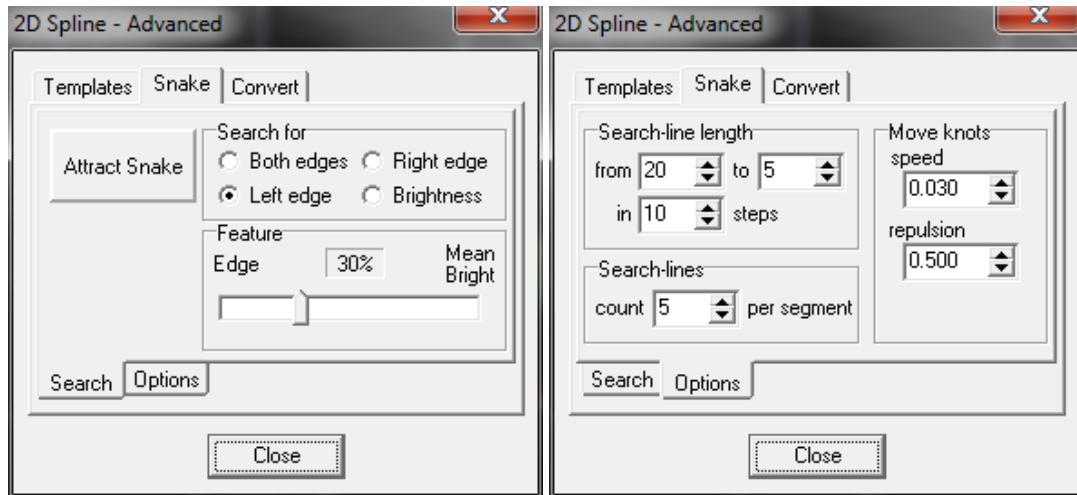 2D Spline - Advanced
Templates Snake Convert
Attract Snake
Search for
Both edges Right edge
Left edge Brightness
Feature
Edge 30% Mean
Bright
Search Options
Close
2D Spline - Advanced
Templates Snake Convert
Search-line length
from 20 to 5
in 10 steps
Search-lines
count 5 per segment
Move knots
speed
0.030
repulsion
0.500
Search Options
Close